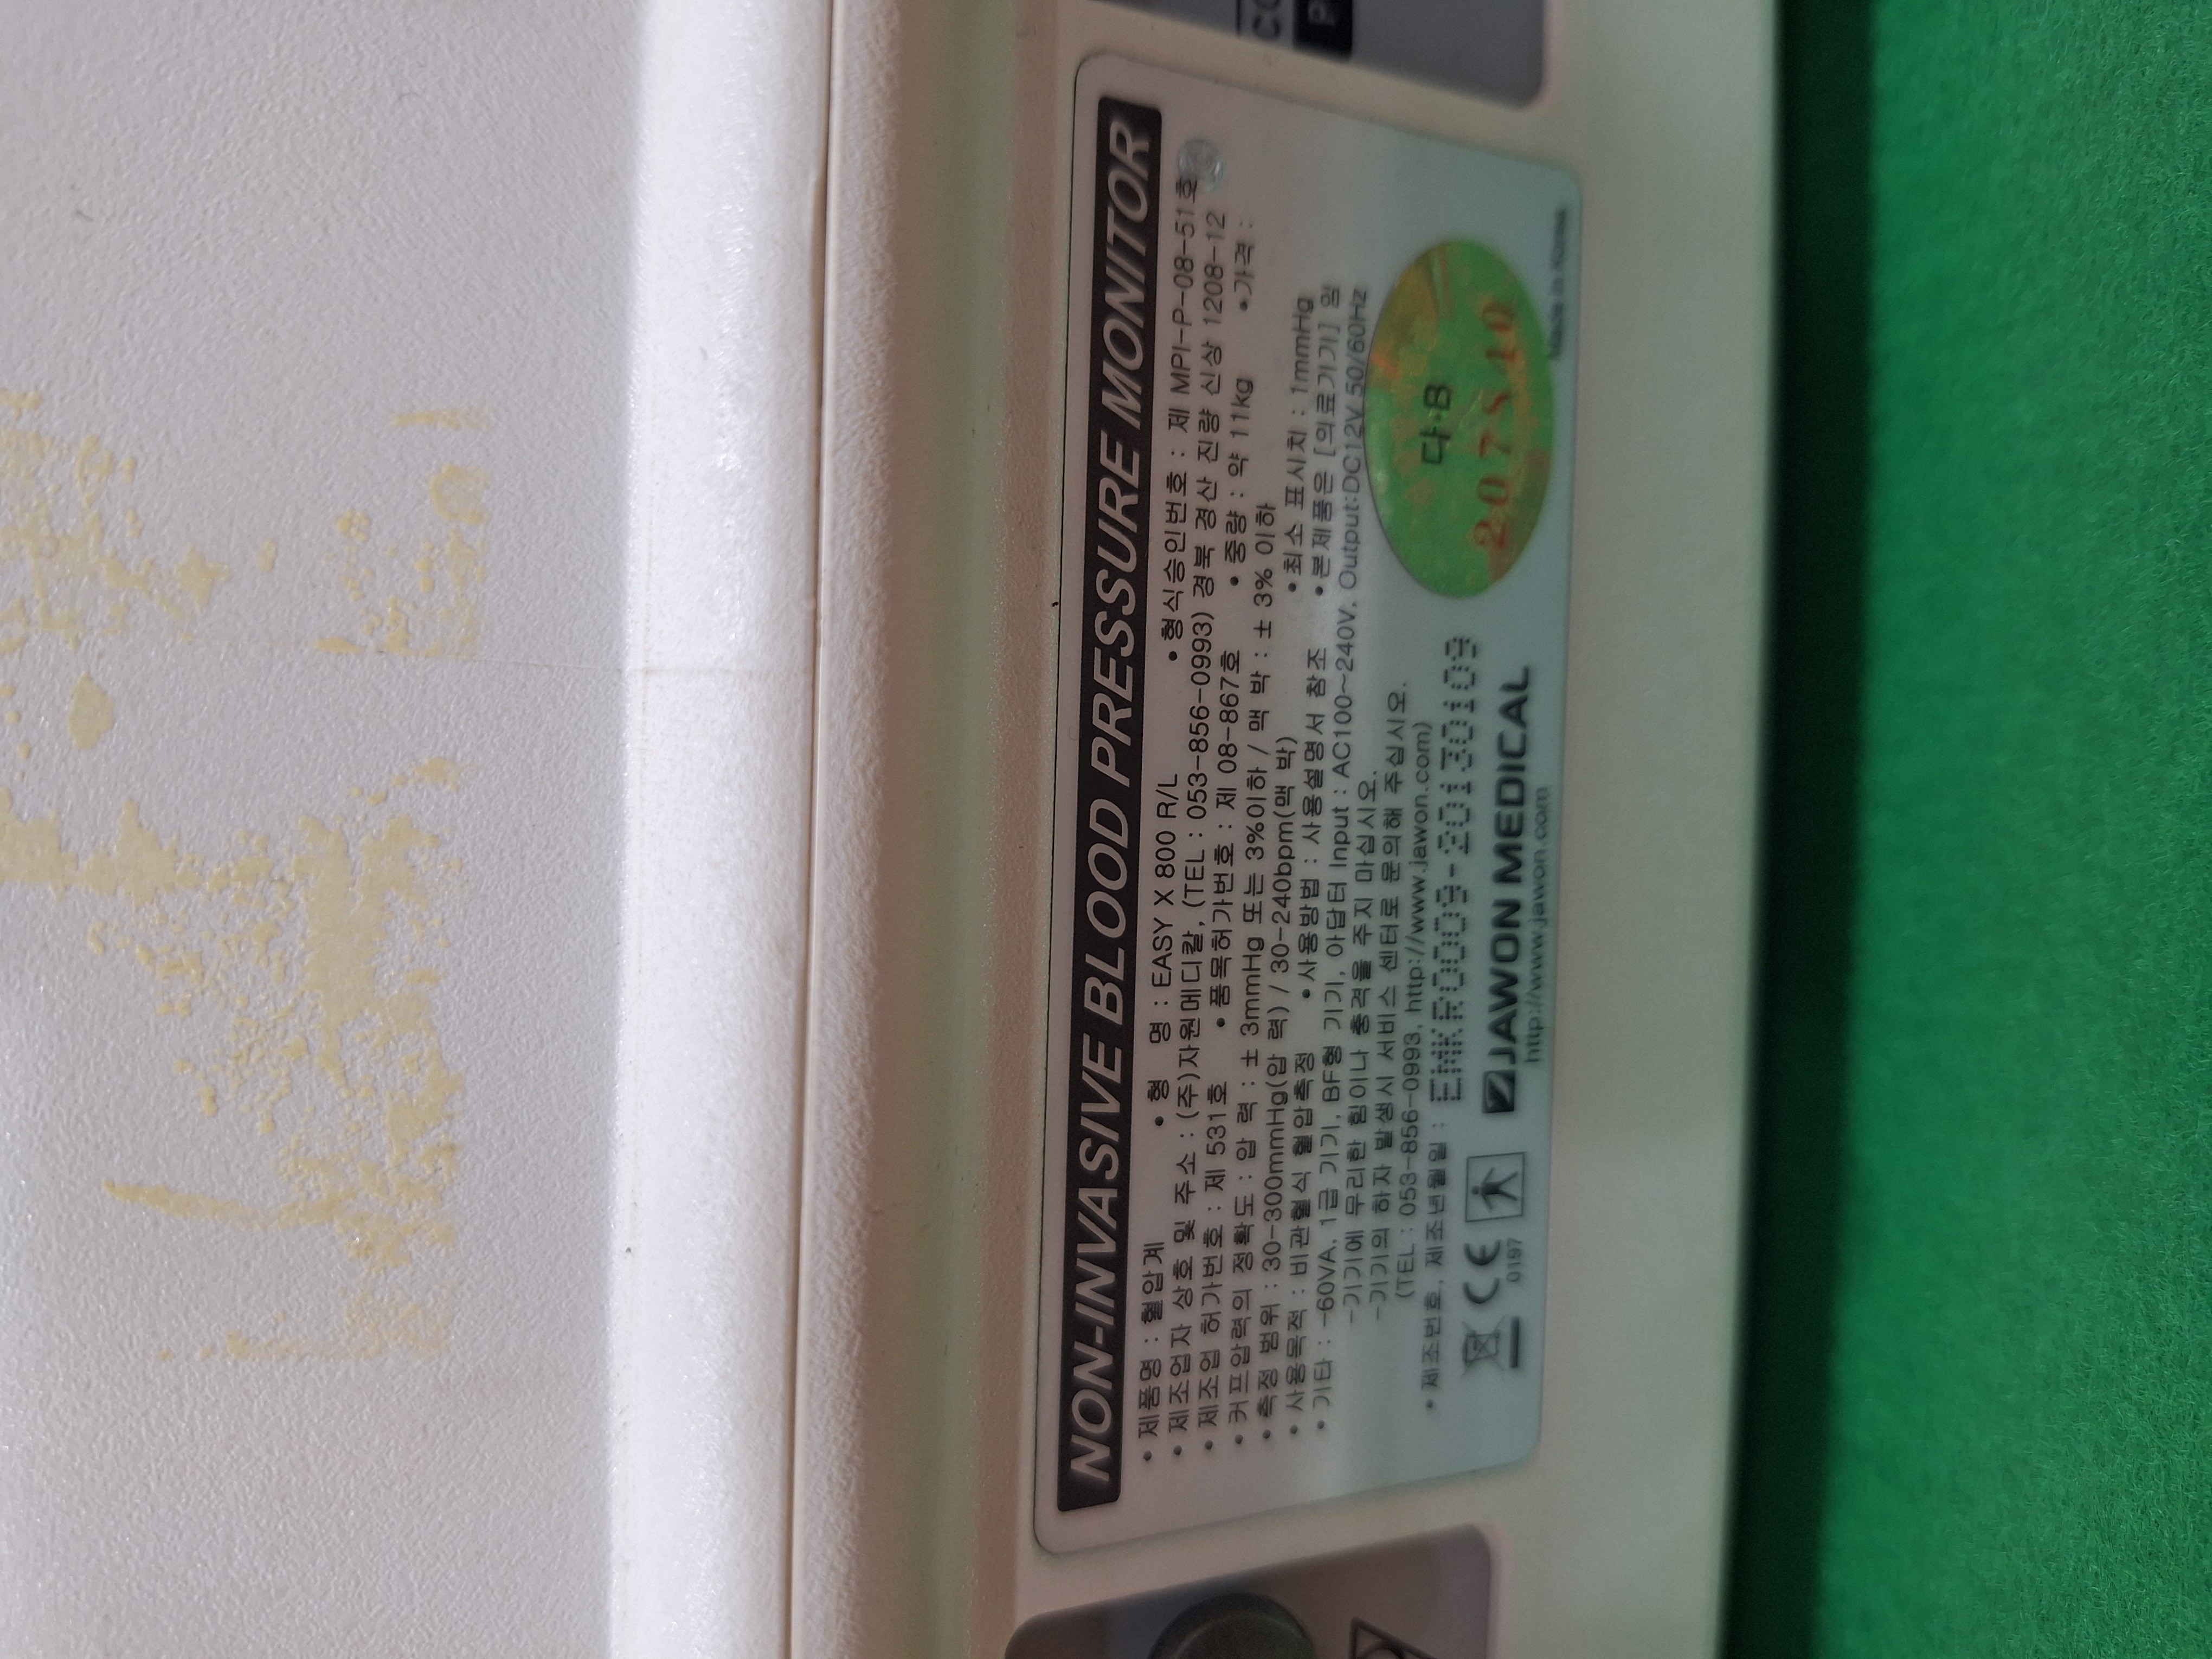 NON-INVASIVE BLOOD PRESSURE MONITOR
• 제품명 : 혈압계 • 형 명 : EASY X 800 R/L • 형식승인번호 : 제 MPI-P-08-51호
• 제조업자 상호 및 주소 : (주)자원메디칼, (TEL : 053-856-0993) 경북 경산 진량 신상 1208-12
• 제조업 허가번호 : 제 531호 • 품목허가번호 : 제 08-867호 • 중량 : 약 11kg • 가격 :
• 커프압력의 정확도 : 압 력 : ± 3mmHg 또는 3%이하 / 맥 박 : ± 3% 이하
• 측정 범위 : 30-300mmHg(압 력) / 30-240bpm(맥 박) • 최소 표시치 : 1mmHg
• 사용목적 : 비관혈식 혈압측정 • 사용방법 : 사용설명서 참조 • 본제품은 [의료기기] 임
• 기타 : -60VA, 1급 기기, BF형 기기, 아답터 Input : AC100~240V, Output:DC12V 50/60Hz
-기기에 무리한 힘이나 충격을 주지 마십시오.
-기기의 하자 발생시 서비스 센터로 문의해 주십시오.
(TEL : 053-856-0993, http://www.jawon.com)
• 제조번호, 제조년월일 : EMKR0009-20130109
CE 0197
JAWON MEDICAL
http://www.jawon.com
다-B
207810
Made in Korea
CO
P